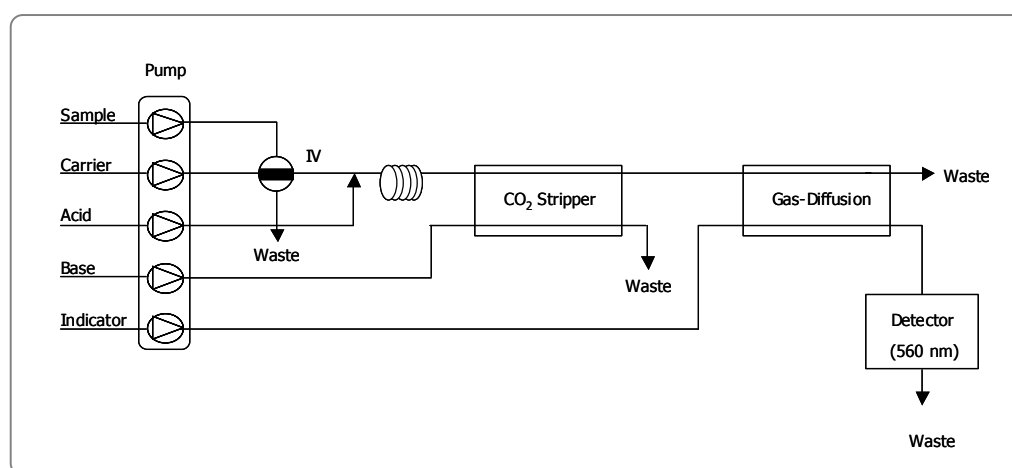 Pump
Sample
IV
Carrier
CO₂ Stripper
Gas-Diffusion
Waste
Acid
Waste
Base
Waste
Indicator
Detector
(560 nm)
Waste